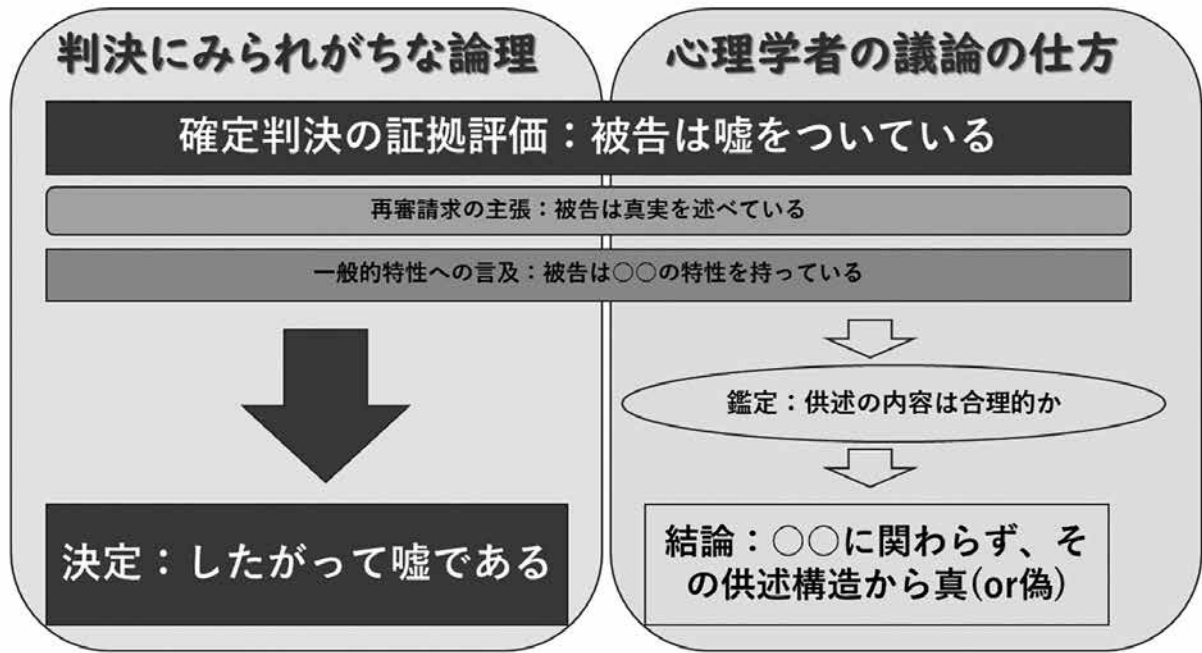 判決にみられがちな論理
心理学者の議論の仕方
確定判決の証拠評価：被告は嘘をついている
再審請求の主張：被告は真実を述べている
一般的特性への言及：被告は○○の特性を持っている
鑑定：供述の内容は合理的か
決定：したがって嘘である
結論：○○に関わらず、そ
の供述構造から真(or偽)